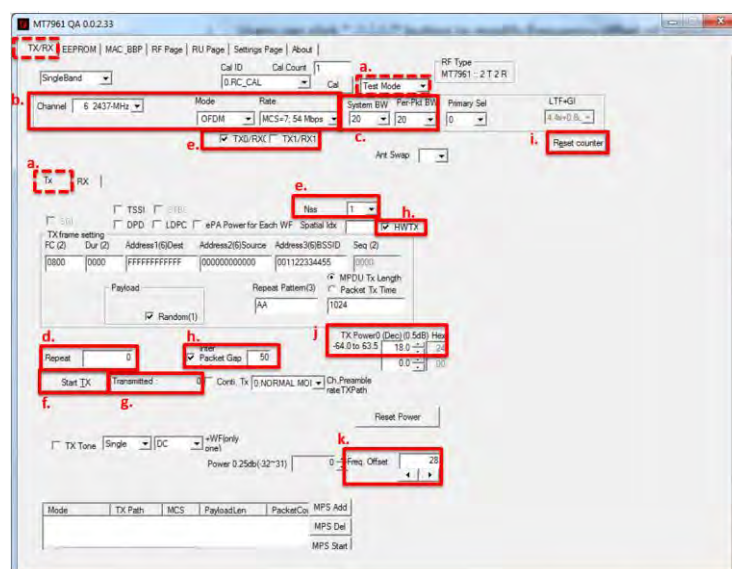 MT7961 QA 0.0.2.33
TX/RX EEPROM MAC_BBP RF Page RU Page Settings Page About
Cal ID Cal Count 1 a. RF Type
SingleBand 0.RC_CAL Cal Test Mode MT7961 :: 2 T 2 R
b. Mode Rate System BW Per-Pkt BW Primary Sel LTF+GI
Channel 6 2437-MHz OFDM MCS=7; 54 Mbps 20 20 0
e. TX0/RX0 TX1/RX1 c. i. Reset counter
Ant Swap
a.
Tx RX e.
TSSI Nss 1 h.
DPD LDPC ePA Power for Each WF Spatial Idx HWTX
TX frame setting
FC (2) Dur (2) Address1(6)Dest Address2(6)Source Address3(6)BSSID Seq (2)
0800 0000 FFFFFFFFFFFF 000000000000 001122334455 0000
MPDU Tx Length
Payload Repeat Pattern(3) Packet Tx Time
Random(1) AA 1024
j
d. h. TX Power0 (Dec) (0.5dB) Hex
Inter -64.0 to 63.5 18.0 24
Repeat 0 Packet Gap 50 0.0 00
Start TX Transmitted 0 Conti. Tx 0:NORMAL MOI Ch,Preamble
rateTXPath
f. g.
Reset Power
k.
TX Tone Single DC +WF(only
one)
Power 0.25db(-32~31) 0 Freq. Offset 28
Mode TX Path MCS PayloadLen PacketCou MPS Add
MPS Del
MPS Start